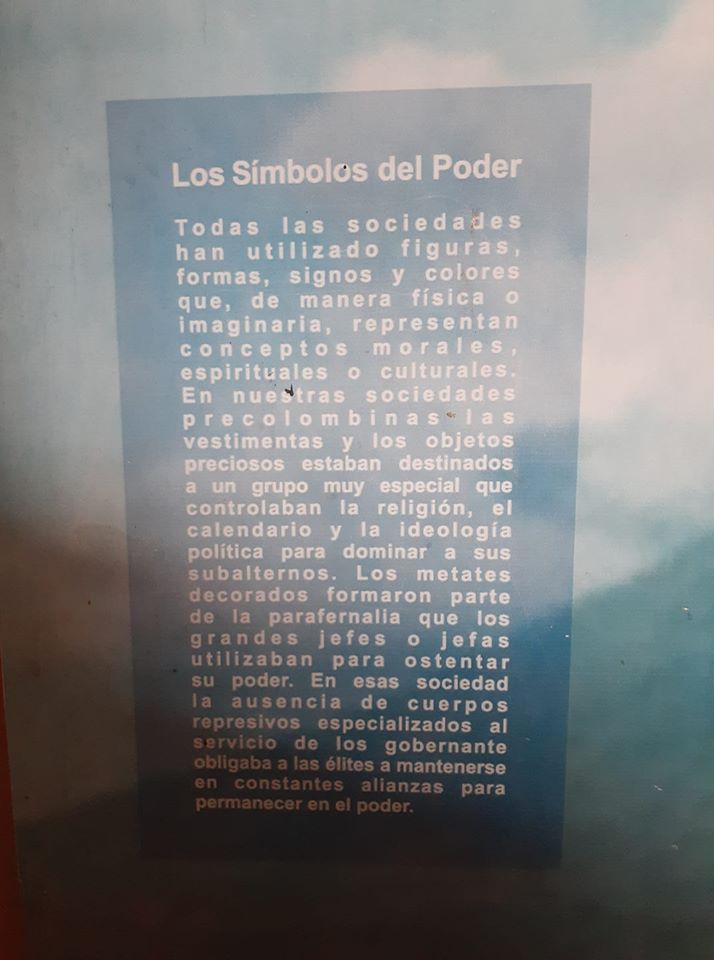 Los Símbolos del Poder
Todas las sociedades
han utilizado figuras,
formas, signos y colores
que, de manera física o
imaginaria, representan
conceptos morales,
espirituales o culturales.
En nuestras sociedades
precolombinas las
vestimentas y los objetos
preciosos estaban destinados
a un grupo muy especial que
controlaban la religión, el
calendario y la ideología
política para dominar a sus
subalternos. Los metates
decorados formaron parte
de la parafernalia que los
grandes jefes o jefas
utilizaban para ostentar
su poder. En esas sociedad
la ausencia de cuerpos
represivos especializados al
servicio de los gobernante
obligaba a las élites a mantenerse
en constantes alianzas para
permanecer en el poder.